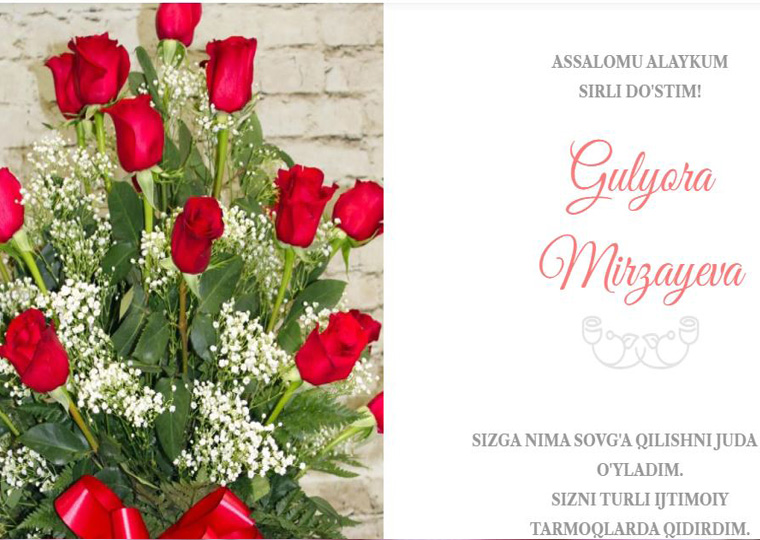 ASSALOMU ALAYKUM
SIRLI DO'STIM!
Gulyora
Mirzayeva
SIZGA NIMA SOVG'A QILISHNI JUDA
O'YLADIM.
SIZNI TURLI IJTIMOIY
TARMOQLARDA QIDIRDIM.